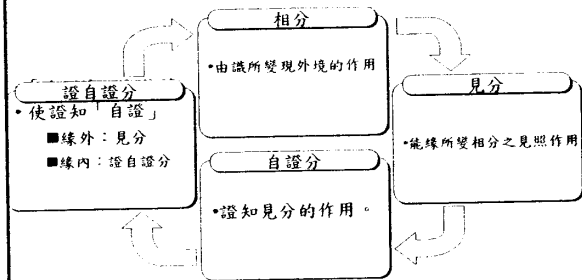 相分
•由識所變現外境的作用
見分
•能緣所變相分之見照作用
自證分
•證知見分的作用。
證自證分
•使證知「自證」
■緣外：見分
■緣內：證自證分